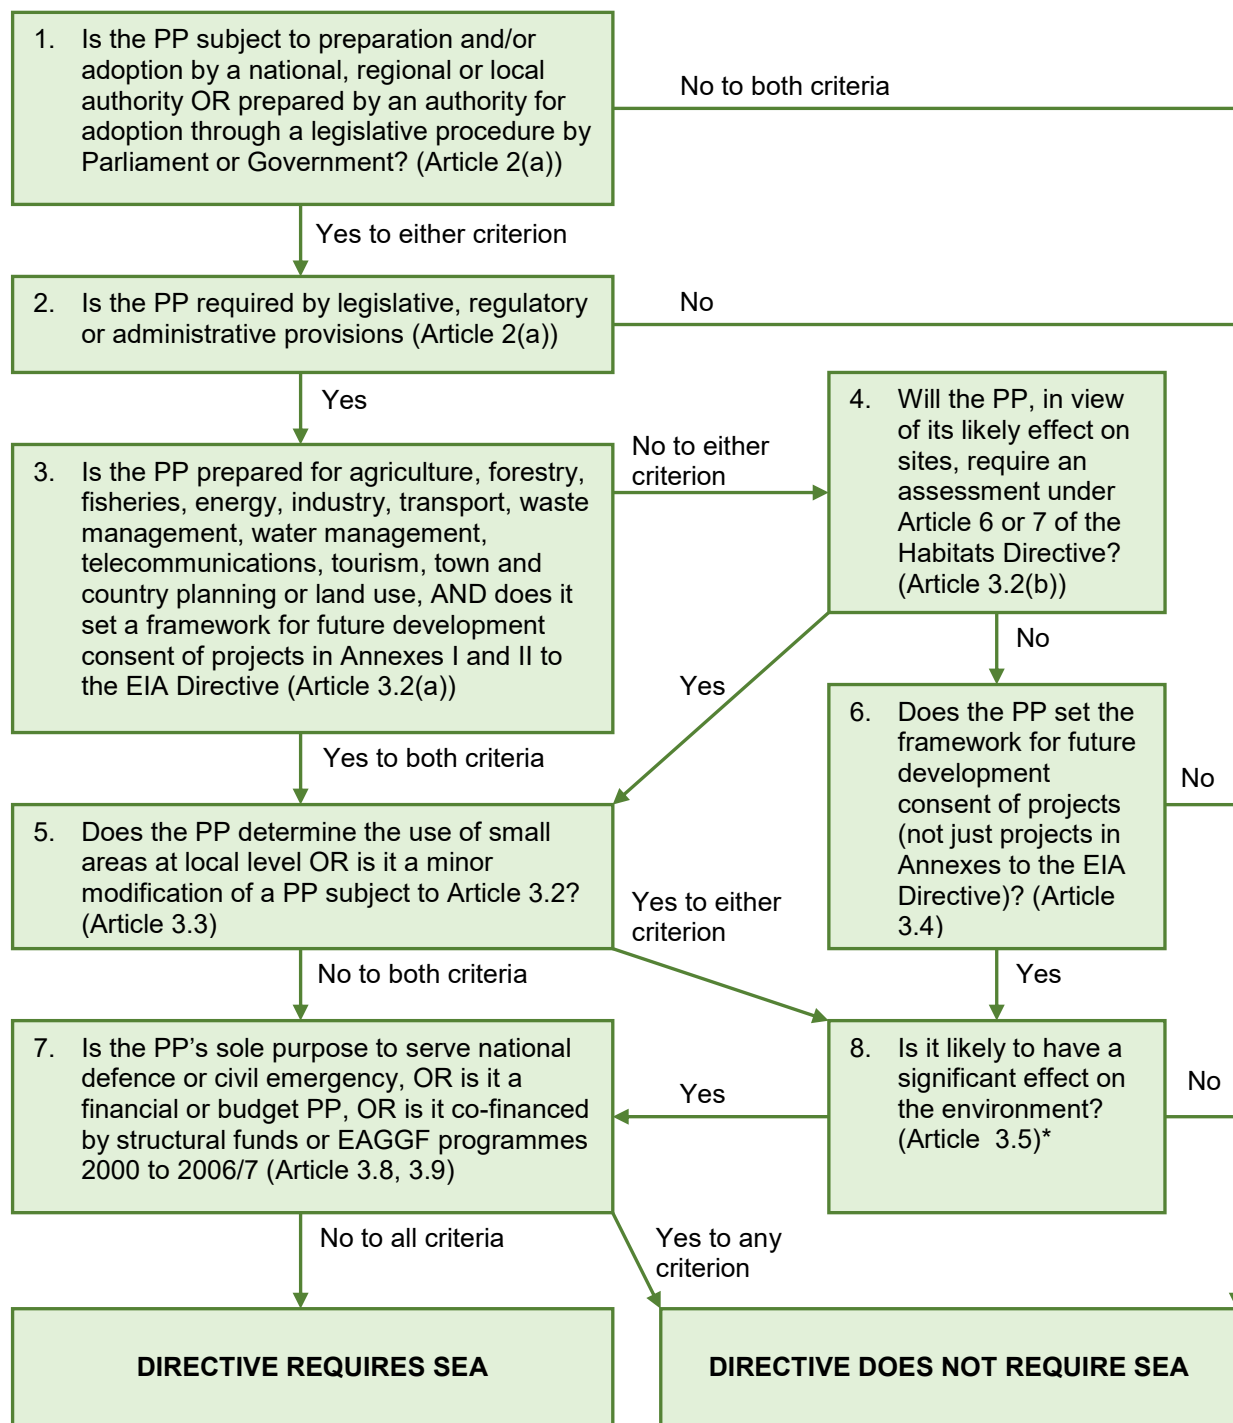 1. Is the PP subject to preparation and/or
adoption by a national, regional or local
authority OR prepared by an authority for
adoption through a legislative procedure by
Parliament or Government? (Article 2(a))
No to both criteria
Yes to either criterion
2. Is the PP required by legislative, regulatory
or administrative provisions (Article 2(a))
No
Yes
3. Is the PP prepared for agriculture, forestry,
fisheries, energy, industry, transport, waste
management, water management,
telecommunications, tourism, town and
country planning or land use, AND does it
set a framework for future development
consent of projects in Annexes I and II to
the EIA Directive (Article 3.2(a))
No to either
criterion
4. Will the PP, in view
of its likely effect on
sites, require an
assessment under
Article 6 or 7 of the
Habitats Directive?
(Article 3.2(b))
Yes
No
Yes to both criteria
6. Does the PP set the
framework for future
development
consent of projects
(not just projects in
Annexes to the EIA
Directive)? (Article
3.4)
No
5. Does the PP determine the use of small
areas at local level OR is it a minor
modification of a PP subject to Article 3.2?
(Article 3.3)
Yes to either
criterion
No to both criteria
Yes
7. Is the PP’s sole purpose to serve national
defence or civil emergency, OR is it a
financial or budget PP, OR is it co-financed
by structural funds or EAGGF programmes
2000 to 2006/7 (Article 3.8, 3.9)
Yes
8. Is it likely to have a
significant effect on
the environment?
(Article 3.5)*
No
No to all criteria
Yes to any
criterion
DIRECTIVE REQUIRES SEA
DIRECTIVE DOES NOT REQUIRE SEA